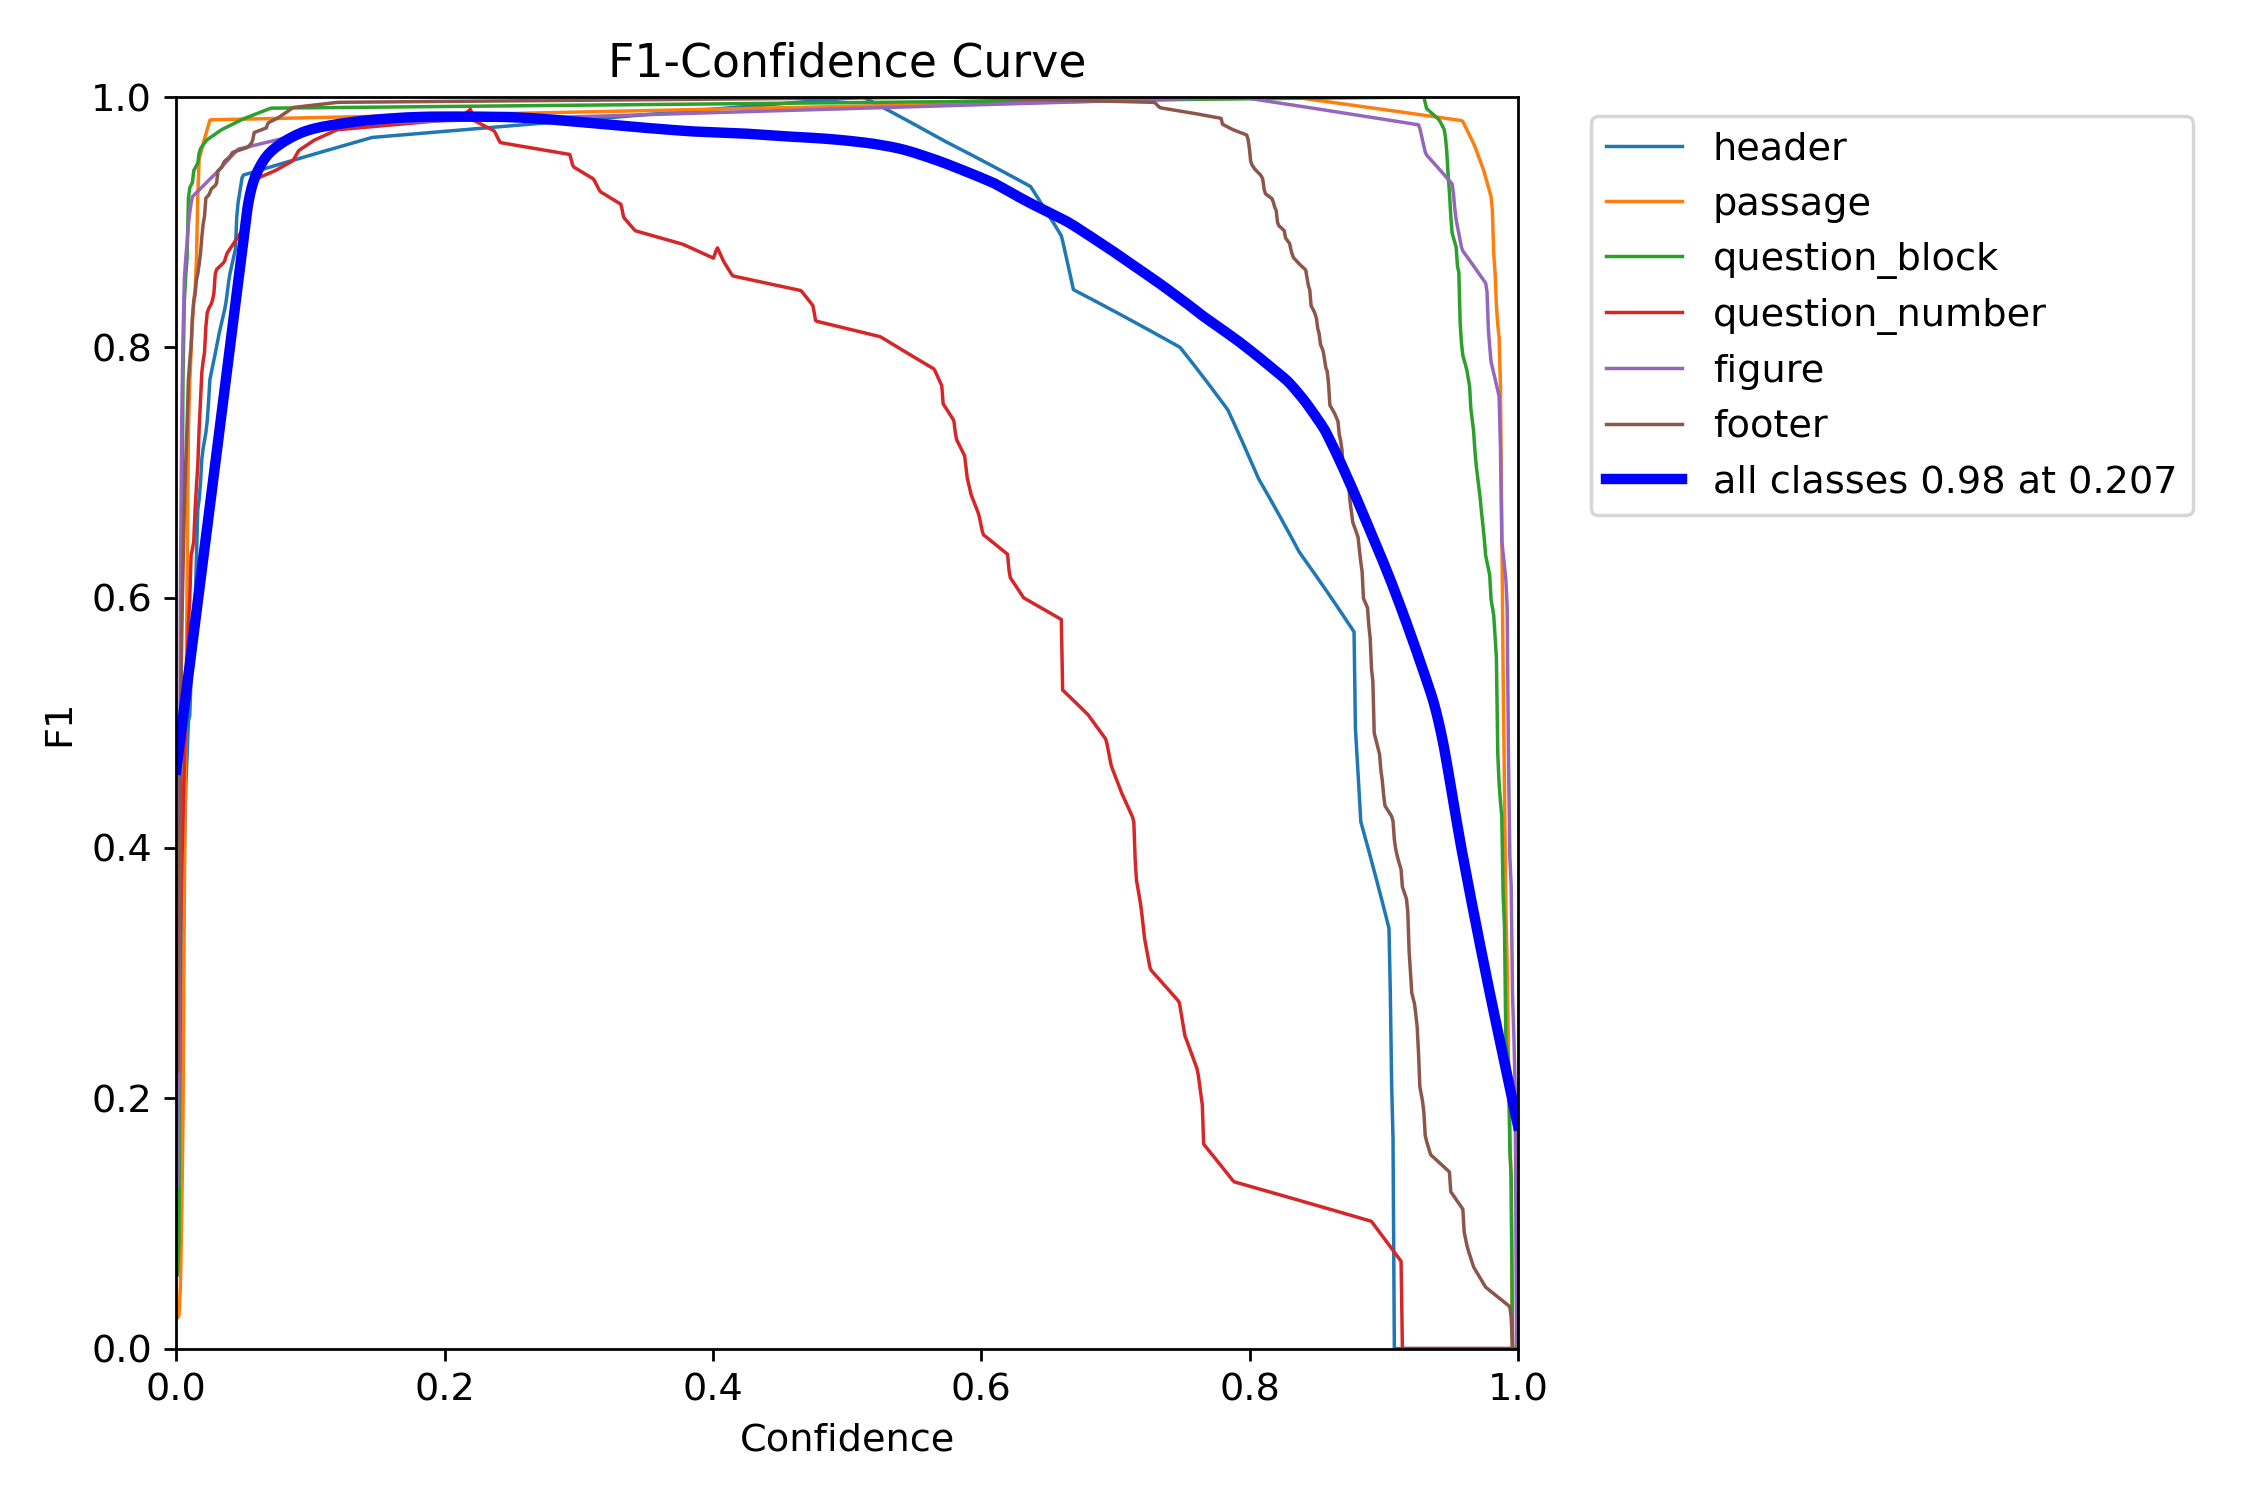 F1-Confidence Curve
1.0
0.8
0.6
0.4
0.2
0.0
F1
0.0 0.2 0.4 0.6 0.8 1.0
Confidence
header
passage
question_block
question_number
figure
footer
all classes 0.98 at 0.207